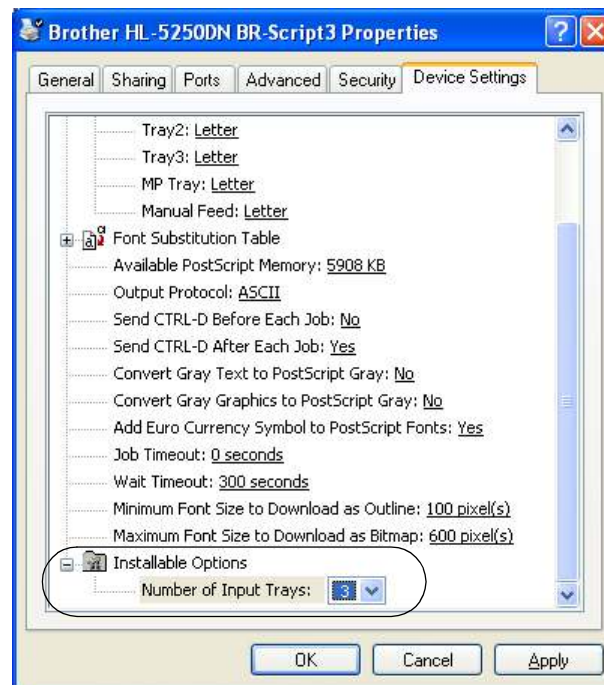 Brother HL-5250DN BR-Script3 Properties
General Sharing Ports Advanced Security Device Settings
Tray2: Letter
Tray3: Letter
MP Tray: Letter
Manual Feed: Letter
Font Substitution Table
Available PostScript Memory: 5908 KB
Output Protocol: ASCII
Send CTRL-D Before Each Job: No
Send CTRL-D After Each Job: Yes
Convert Gray Text to PostScript Gray: No
Convert Gray Graphics to PostScript Gray: No
Add Euro Currency Symbol to PostScript Fonts: Yes
Job Timeout: 0 seconds
Wait Timeout: 300 seconds
Minimum Font Size to Download as Outline: 100 pixel(s)
Maximum Font Size to Download as Bitmap: 600 pixel(s)
Installable Options
Number of Input Trays: 3
OK Cancel Apply